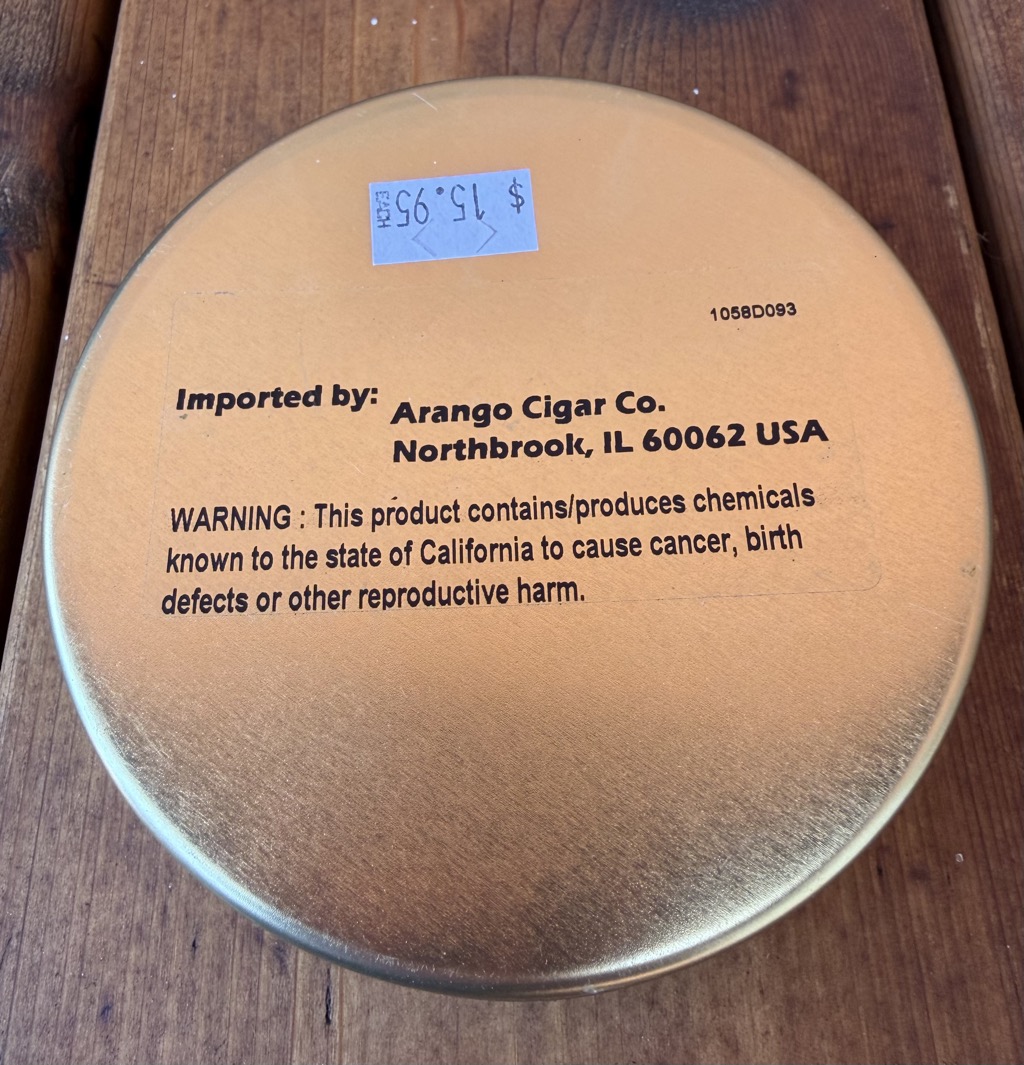 $ 15.95 EACH
1058D093
Imported by: Arango Cigar Co.
Northbrook, IL 60062 USA
WARNING : This product contains/produces chemicals
known to the state of California to cause cancer, birth
defects or other reproductive harm.